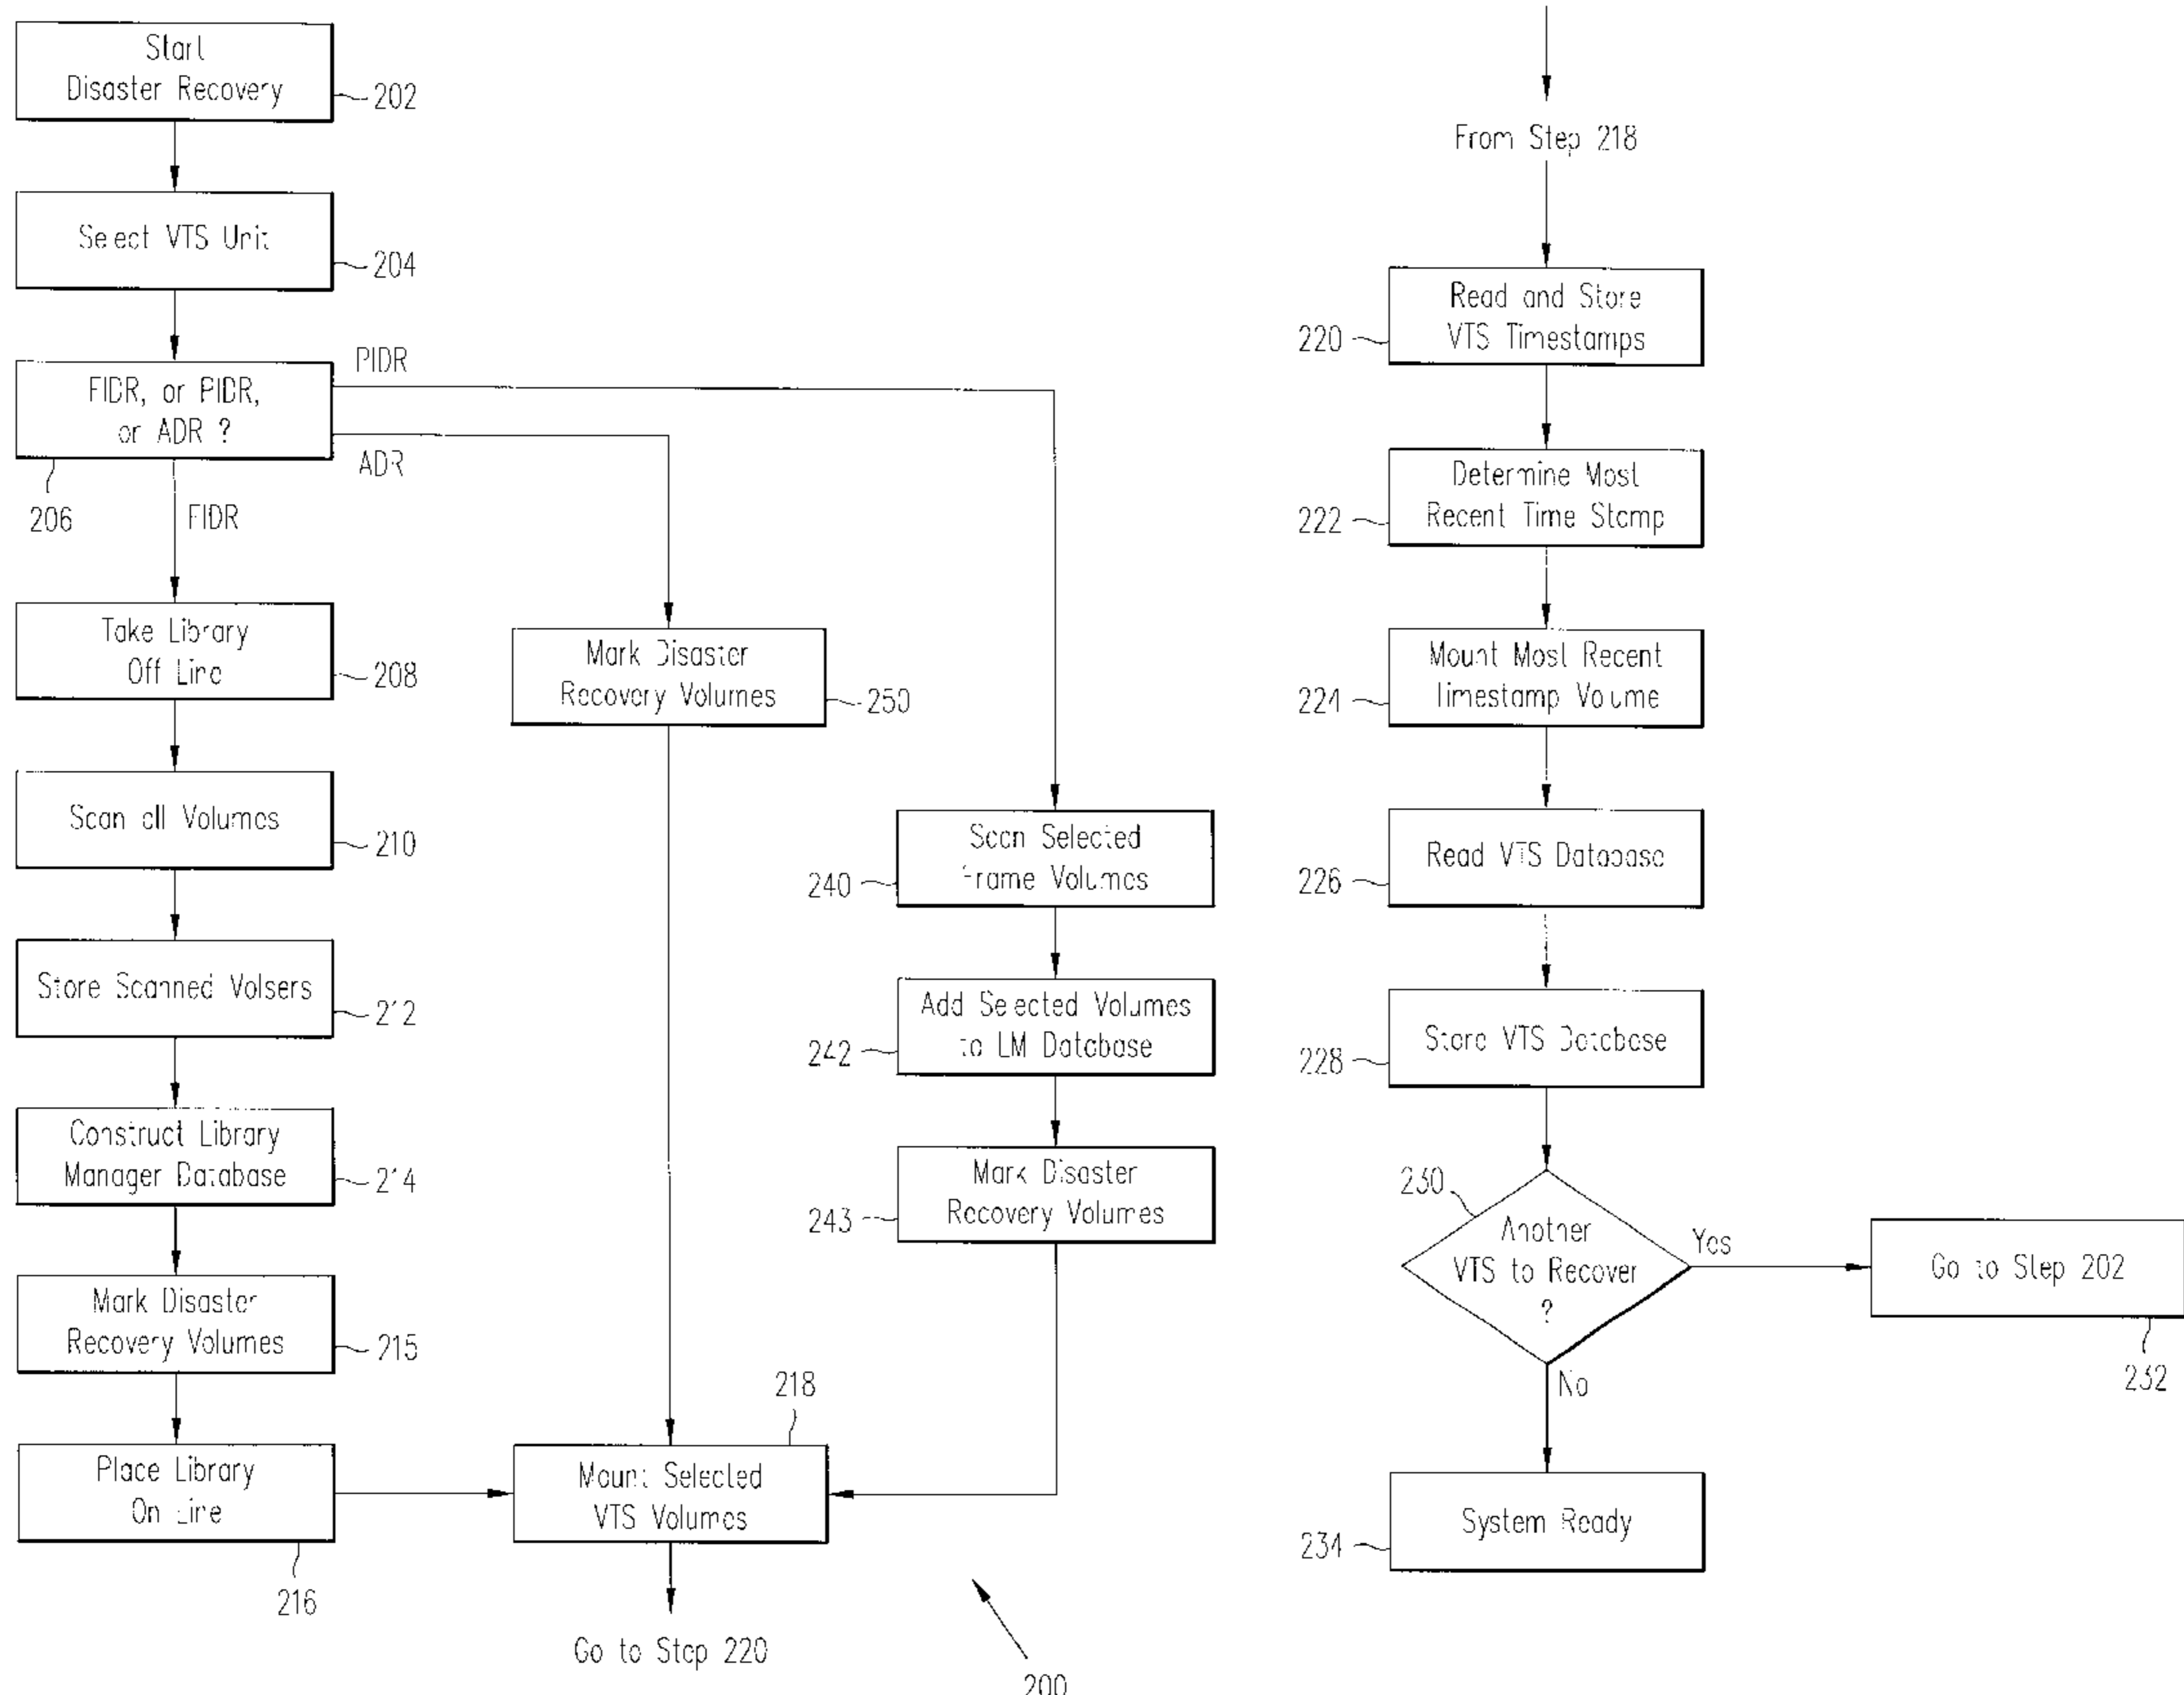 Start
Disaster Recovery
202
Select VTS Unit
204
FIDR, or PIDR,
or ADR ?
206
PIDR
ADR
FIDR
Take Library
Off Line
208
Scan all Volumes
210
Store Scanned Volsers
212
Construct Library
Manager Database
214
Mark Disaster
Recovery Volumes
215
Place Library
On Line
216
Mark Disaster
Recovery Volumes
250
Scan Selected
Frame Volumes
240
Add Selected Volumes
to LM Database
242
Mark Disaster
Recovery Volumes
243
218
Mount Selected
VTS Volumes
Go to Step 220
200
From Step 218
Read and Store
VTS Timestamps
220
Determine Most
Recent Time Stamp
222
Mount Most Recent
Timestamp Volume
224
Read VTS Database
226
Store VTS Database
228
230
Another
VTS to Recover
?
Yes
Go to Step 202
232
No
System Ready
234